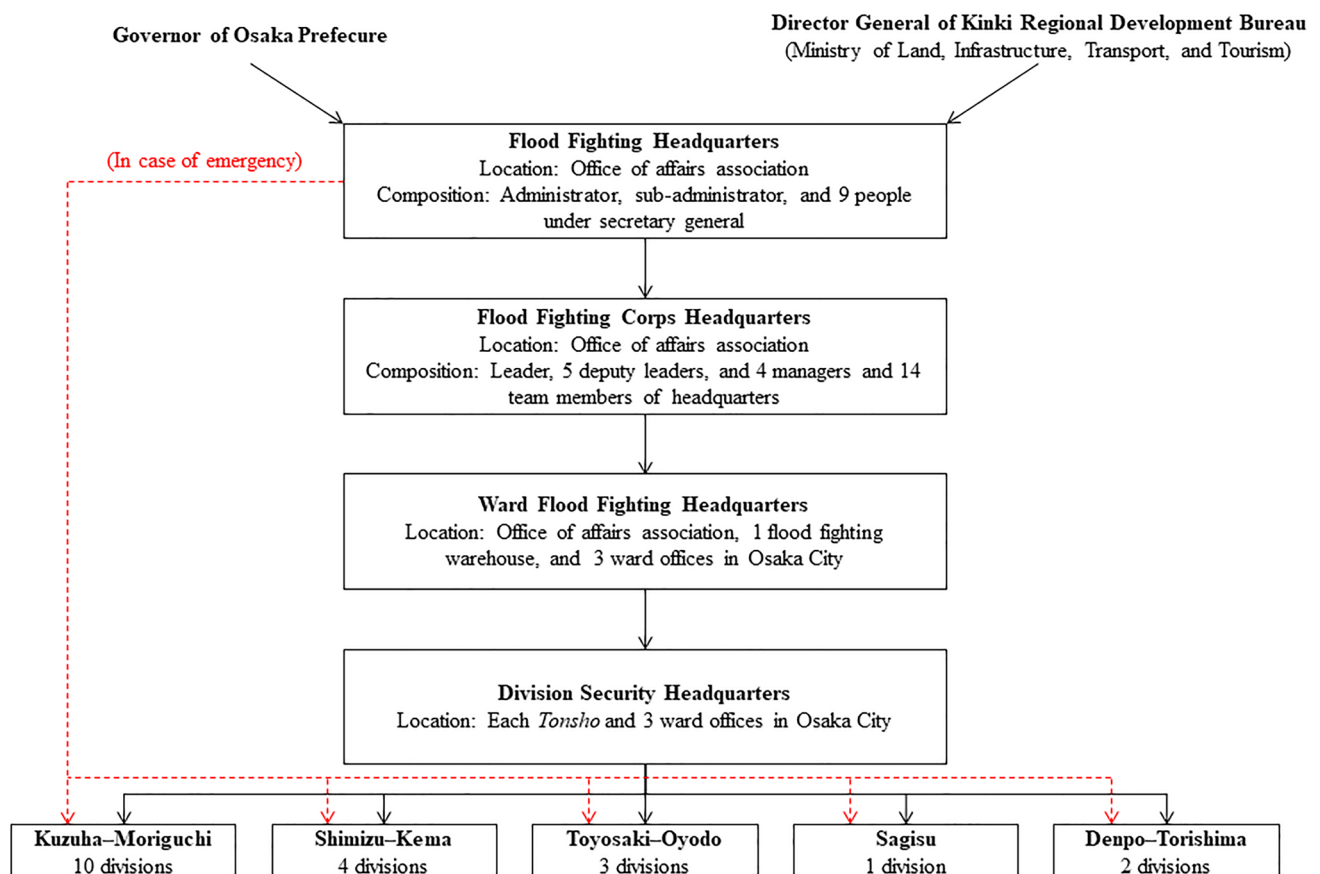 Governor of Osaka Prefecure
Director General of Kinki Regional Development Bureau
(Ministry of Land, Infrastructure, Transport, and Tourism)
(In case of emergency)
Flood Fighting Headquarters
Location: Office of affairs association
Composition: Administrator, sub-administrator, and 9 people
under secretary general
Flood Fighting Corps Headquarters
Location: Office of affairs association
Composition: Leader, 5 deputy leaders, and 4 managers and 14
team members of headquarters
Ward Flood Fighting Headquarters
Location: Office of affairs association, 1 flood fighting
warehouse, and 3 ward offices in Osaka City
Division Security Headquarters
Location: Each Tonsho and 3 ward offices in Osaka City
Kuzuha–Moriguchi
10 divisions
Shimizu–Kema
4 divisions
Toyosaki–Oyodo
3 divisions
Sagisu
1 division
Denpo–Torishima
2 divisions